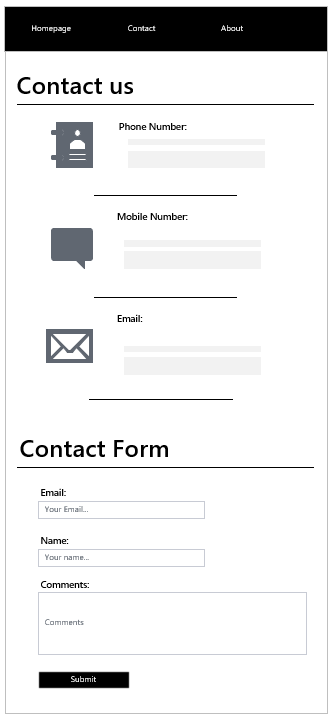 Homepage Contact About
Contact us
Phone Number:
Mobile Number:
Email:
Contact Form
Email:
Your Email...
Name:
Your name...
Comments:
Comments
Submit